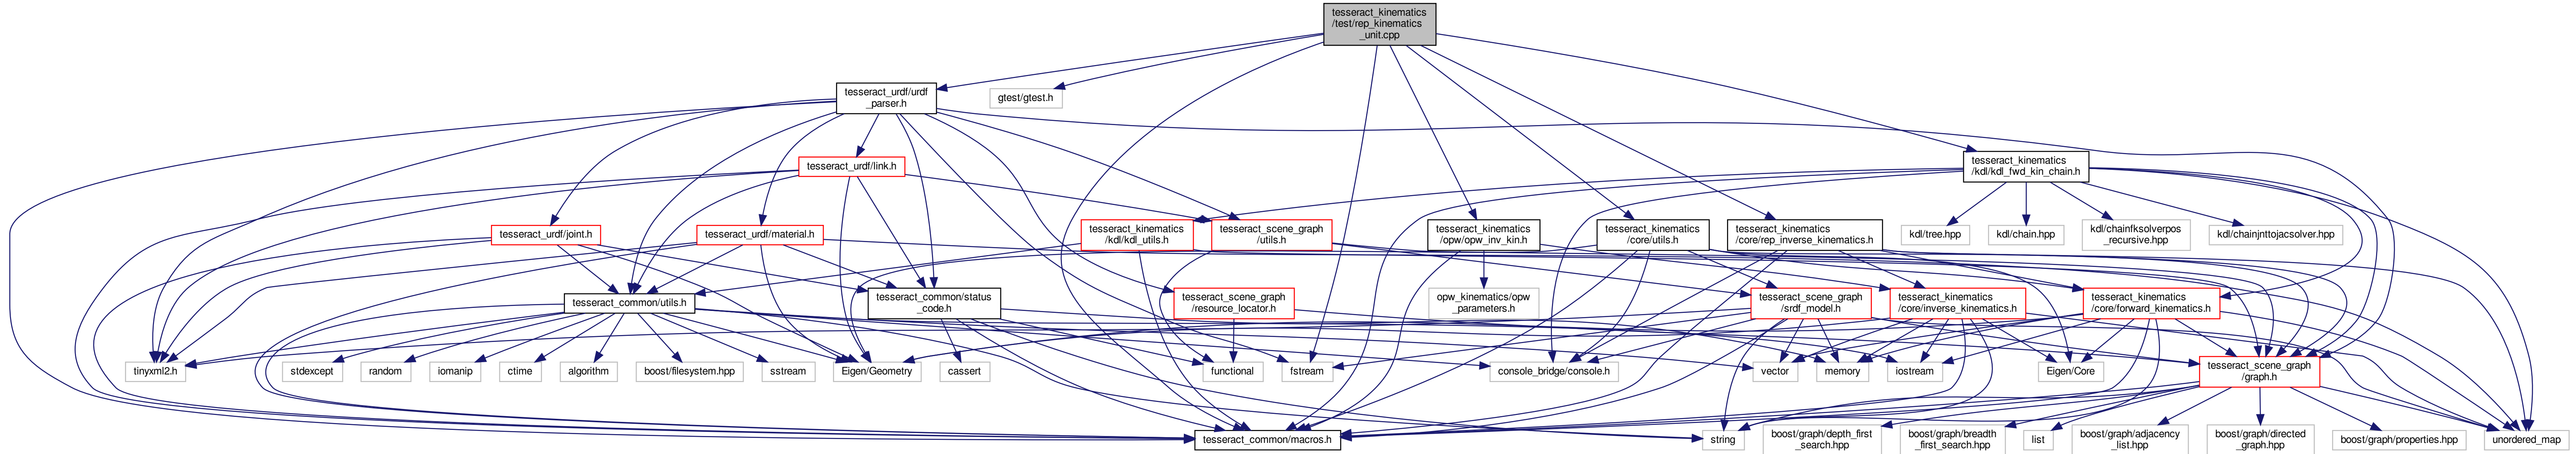 tesseract_kinematics
/test/rep_kinematics
_unit.cpp
tesseract_urdf/urdf
_parser.h
gtest/gtest.h
tesseract_urdf/link.h
tesseract_kinematics
/kdl/kdl_fwd_kin_chain.h
tesseract_urdf/joint.h
tesseract_urdf/material.h
tesseract_kinematics
/kdl/kdl_utils.h
tesseract_scene_graph
/utils.h
tesseract_kinematics
/opw/opw_inv_kin.h
tesseract_kinematics
/core/utils.h
tesseract_kinematics
/core/rep_inverse_kinematics.h
kdl/tree.hpp
kdl/chain.hpp
kdl/chainfksolverpos
_recursive.hpp
kdl/chainjnttojacsolver.hpp
tesseract_common/utils.h
tesseract_common/status
_code.h
tesseract_scene_graph
/resource_locator.h
opw_kinematics/opw
_parameters.h
tesseract_scene_graph
/srdf_model.h
tesseract_kinematics
/core/inverse_kinematics.h
tesseract_kinematics
/core/forward_kinematics.h
tinyxml2.h
stdexcept
random
iomanip
ctime
algorithm
boost/filesystem.hpp
sstream
Eigen/Geometry
cassert
functional
fstream
console_bridge/console.h
vector
memory
iostream
Eigen/Core
tesseract_scene_graph
/graph.h
tesseract_common/macros.h
string
boost/graph/depth_first
_search.hpp
boost/graph/breadth
_first_search.hpp
list
boost/graph/adjacency
_list.hpp
boost/graph/directed
_graph.hpp
boost/graph/properties.hpp
unordered_map